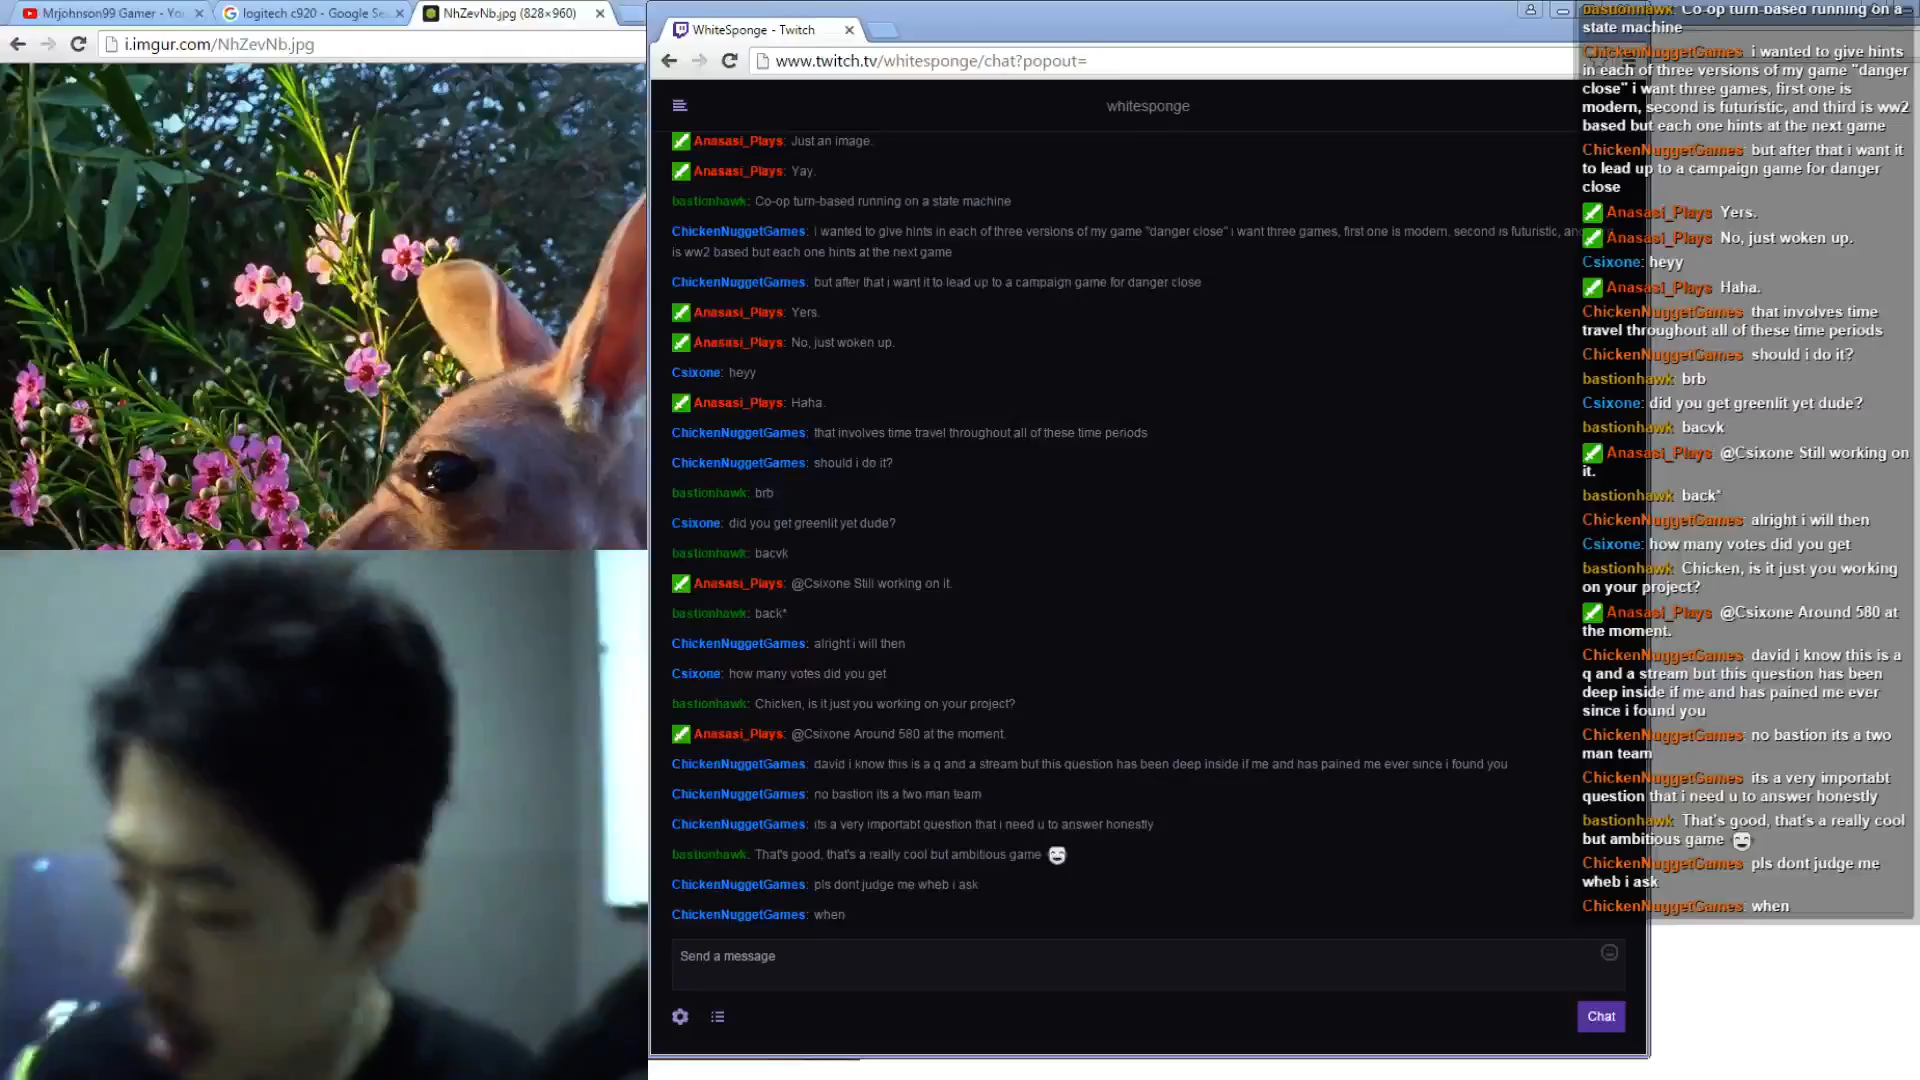 Mrjohnson99 Gamer - You
logitech c920 - Google Se
NhZevNb.jpg (828×960)
i.imgur.com/NhZevNb.jpg
WhiteSponge - Twitch
www.twitch.tv/whitesponge/chat?popout=
whitesponge
Anasasi_Plays: Just an image.
Anasasi_Plays: Yay.
bastionhawk: Co-op turn-based running on a state machine
ChickenNuggetGames: i wanted to give hints in each of three versions of my game "danger close" i want three games, first one is modern, second is futuristic, an
is ww2 based but each one hints at the next game
ChickenNuggetGames: but after that i want it to lead up to a campaign game for danger close
Anasasi_Plays: Yers.
Anasasi_Plays: No, just woken up.
Csixone: heyy
Anasasi_Plays: Haha.
ChickenNuggetGames: that involves time travel throughout all of these time periods
ChickenNuggetGames: should i do it?
bastionhawk: brb
Csixone: did you get greenlit yet dude?
bastionhawk: bacvk
Anasasi_Plays: @Csixone Still working on it.
bastionhawk: back*
ChickenNuggetGames: alright i will then
Csixone: how many votes did you get
bastionhawk: Chicken, is it just you working on your project?
Anasasi_Plays: @Csixone Around 580 at the moment.
ChickenNuggetGames: david i know this is a q and a stream but this question has been deep inside if me and has pained me ever since i found you
ChickenNuggetGames: no bastion its a two man team
ChickenNuggetGames: its a very importabt question that i need u to answer honestly
bastionhawk: That's good, that's a really cool but ambitious game
ChickenNuggetGames: pls dont judge me wheb i ask
ChickenNuggetGames: when
Send a message
Chat
bastionhawk: Co-op turn-based running on a
state machine
ChickenNuggetGames: i wanted to give hints
in each of three versions of my game "danger
close" i want three games, first one is
modern, second is futuristic, and third is ww2
based but each one hints at the next game
ChickenNuggetGames: but after that i want it
to lead up to a campaign game for danger
close
Anasasi_Plays: Yers.
Anasasi_Plays: No, just woken up.
Csixone: heyy
Anasasi_Plays: Haha.
ChickenNuggetGames: that involves time
travel throughout all of these time periods
ChickenNuggetGames: should i do it?
bastionhawk: brb
Csixone: did you get greenlit yet dude?
bastionhawk: bacvk
Anasasi_Plays: @Csixone Still working on
it.
bastionhawk: back*
ChickenNuggetGames: alright i will then
Csixone: how many votes did you get
bastionhawk: Chicken, is it just you working
on your project?
Anasasi_Plays: @Csixone Around 580 at
the moment.
ChickenNuggetGames: david i know this is a
q and a stream but this question has been
deep inside if me and has pained me ever
since i found you
ChickenNuggetGames: no bastion its a two
man team
ChickenNuggetGames: its a very importabt
question that i need u to answer honestly
bastionhawk: That's good, that's a really cool
but ambitious game
ChickenNuggetGames: pls dont judge me
wheb i ask
ChickenNuggetGames: when